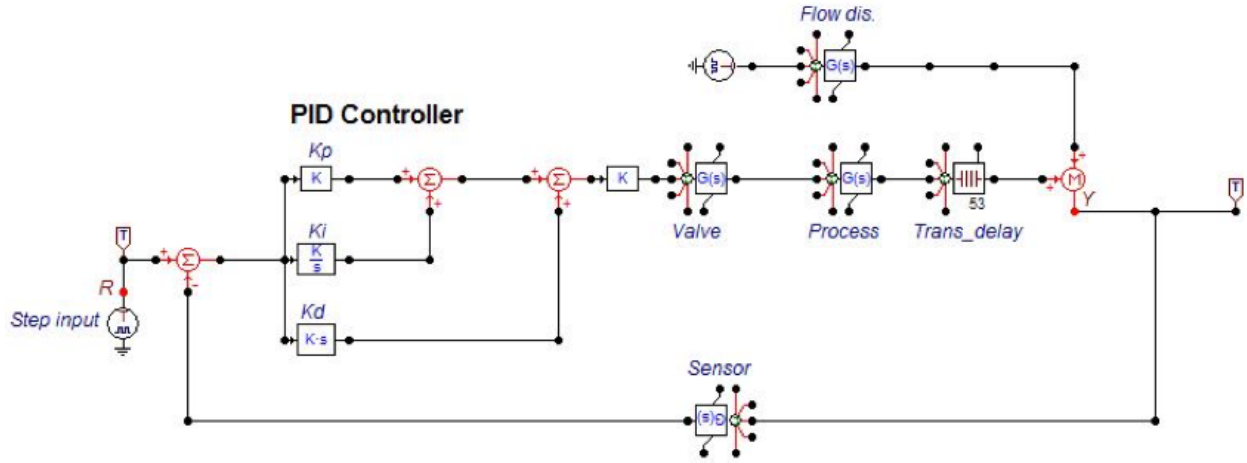 Flow dis.
G(s)
PID Controller
Kp
K
Σ
Σ
K
G(s)
G(s)
53
M
Y
T
Valve
Process
Trans_delay
T
Σ
Ki
K
s
R
Step input
Kd
K·s
Sensor
G(s)